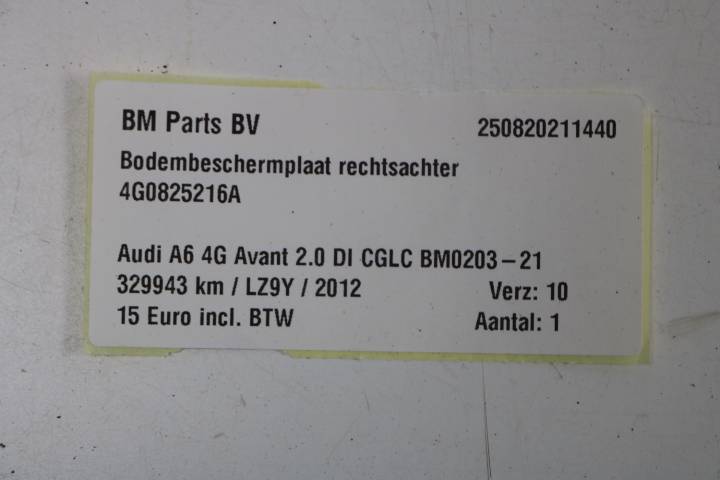 BM Parts BV 250820211440
Bodembeschermplaat rechtsachter
4G0825216A
Audi A6 4G Avant 2.0 DI CGLC BM0203-21
329943 km / LZ9Y / 2012 Verz: 10
15 Euro incl. BTW Aantal: 1